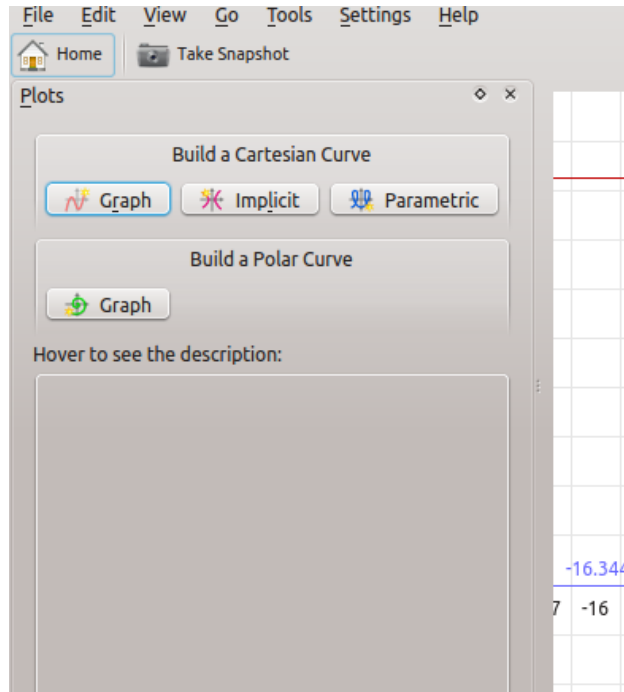 File Edit View Go Tools Settings Help
Home Take Snapshot
Plots
Build a Cartesian Curve
Graph Implicit Parametric
Build a Polar Curve
Graph
Hover to see the description:
-16.344
7 -16